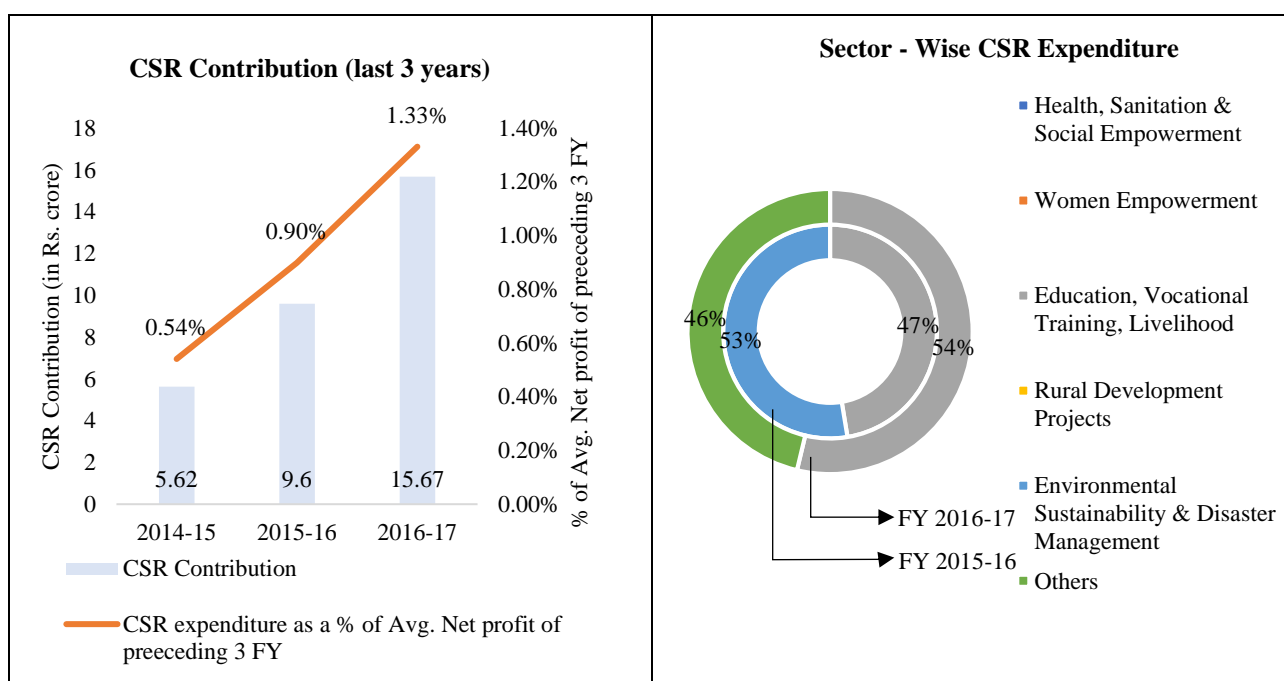 CSR Contribution (last 3 years)
CSR Contribution (in Rs. crore)
18
16
14
12
10
8
6
4
2
0
1.33%
0.90%
0.54%
5.62
9.6
15.67
1.40%
1.20%
1.00%
0.80%
0.60%
0.40%
0.20%
0.00%
% of Avg. Net profit of preceding 3 FY
2014-15
2015-16
2016-17
CSR Contribution
CSR expenditure as a % of Avg. Net profit of
preeceding 3 FY
Sector - Wise CSR Expenditure
46%
53%
47%
54%
FY 2016-17
FY 2015-16
Health, Sanitation &
Social Empowerment
Women Empowerment
Education, Vocational
Training, Livelihood
Rural Development
Projects
Environmental
Sustainability & Disaster
Management
Others